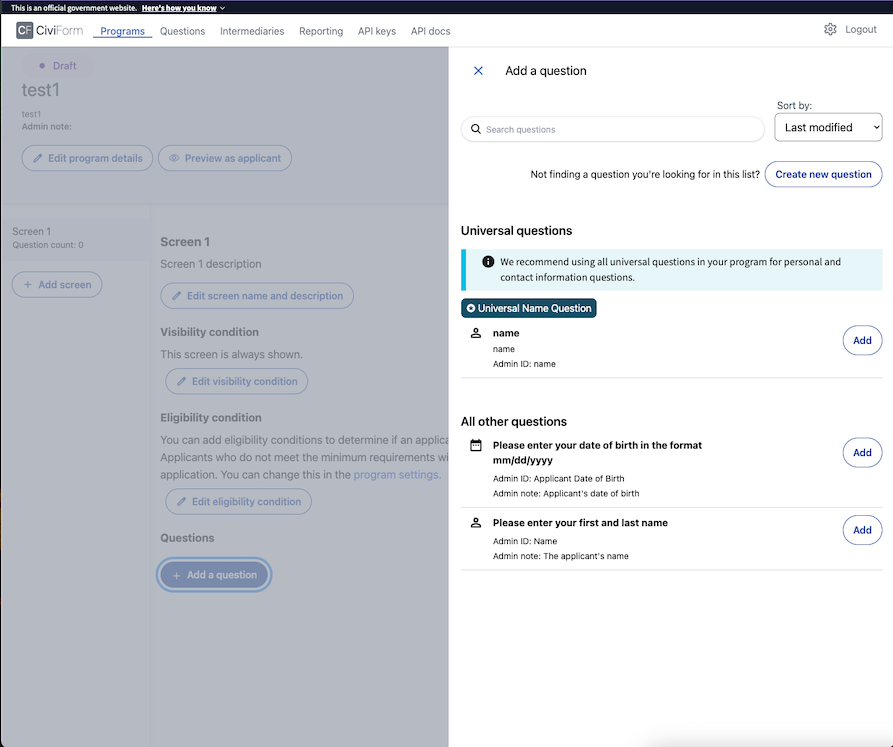 This is an official government website. Here's how you know
CF CiviForm Programs Questions Intermediaries Reporting API keys API docs Logout
Draft
test1
test1
Admin note:
Edit program details Preview as applicant
Screen 1
Question count: 0
Add screen
Screen 1
Screen 1 description
Edit screen name and description
Visibility condition
This screen is always shown.
Edit visibility condition
Eligibility condition
You can add eligibility conditions to determine if an applica
Applicants who do not meet the minimum requirements wi
application. You can change this in the program settings.
Edit eligibility condition
Questions
Add a question
Add a question
Sort by:
Search questions
Last modified
Not finding a question you're looking for in this list? Create new question
Universal questions
We recommend using all universal questions in your program for personal and
contact information questions.
Universal Name Question
name
name
Admin ID: name
Add
All other questions
Please enter your date of birth in the format
mm/dd/yyyy
Admin ID: Applicant Date of Birth
Admin note: Applicant's date of birth
Add
Please enter your first and last name
Admin ID: Name
Admin note: The applicant's name
Add